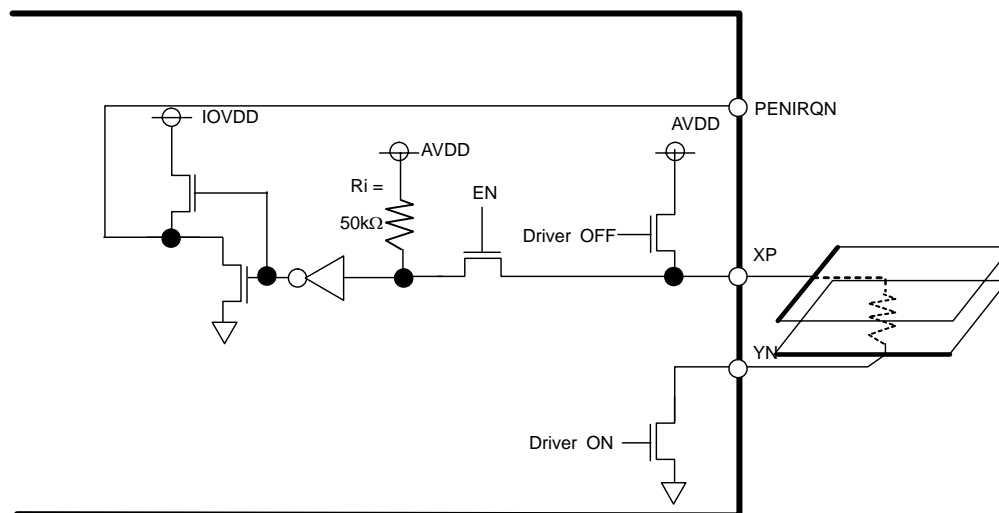 PENIRQN
IOVDD
AVDD
AVDD
Ri =
50kΩ
EN
Driver OFF
XP
YN
Driver ON